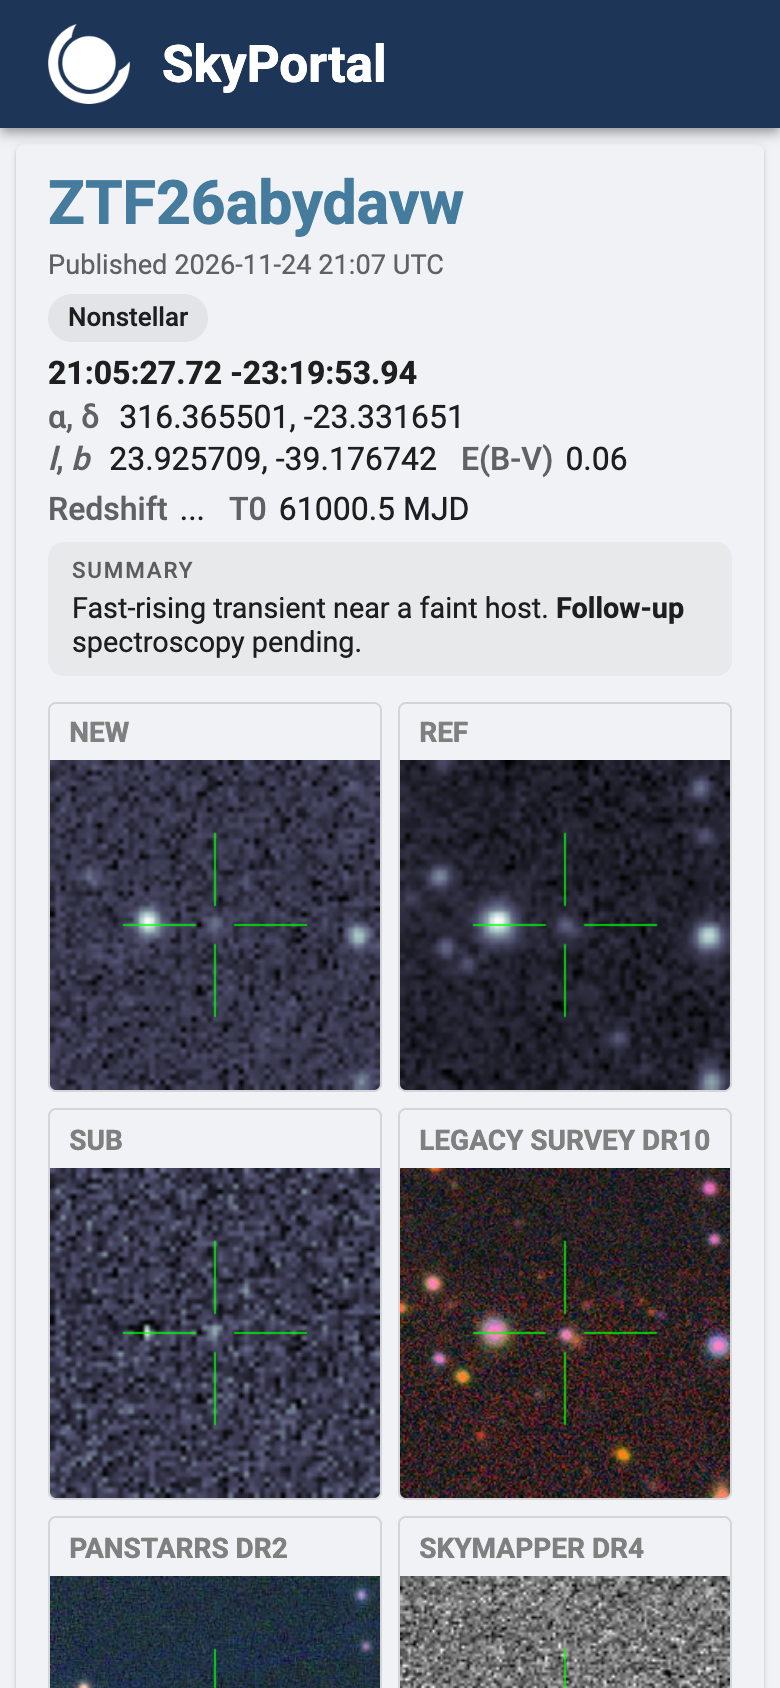 SkyPortal
ZTF26abydavw
Published 2026-11-24 21:07 UTC
Nonstellar
21:05:27.72 -23:19:53.94
α, δ 316.365501, -23.331651
l, b 23.925709, -39.176742 E(B-V) 0.06
Redshift ... T0 61000.5 MJD
SUMMARY
Fast-rising transient near a faint host. Follow-up
spectroscopy pending.
NEW
REF
SUB
LEGACY SURVEY DR10
PANSTARRS DR2
SKYMAPPER DR4